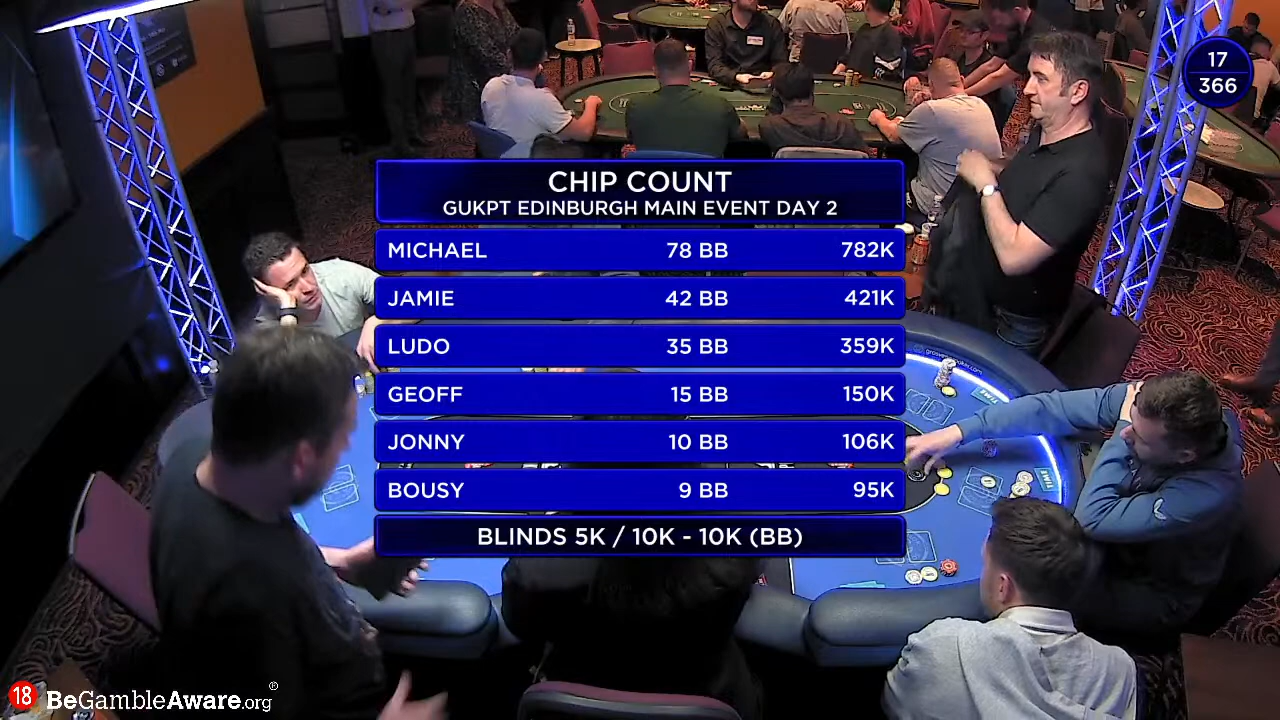 17
366
CHIP COUNT
GUKPT EDINBURGH MAIN EVENT DAY 2
MICHAEL 78 BB 782K
JAMIE 42 BB 421K
LUDO 35 BB 359K
GEOFF 15 BB 150K
JONNY 10 BB 106K
BOUSY 9 BB 95K
BLINDS 5K / 10K - 10K (BB)
TIME
TIME
18 BeGambleAware.org®